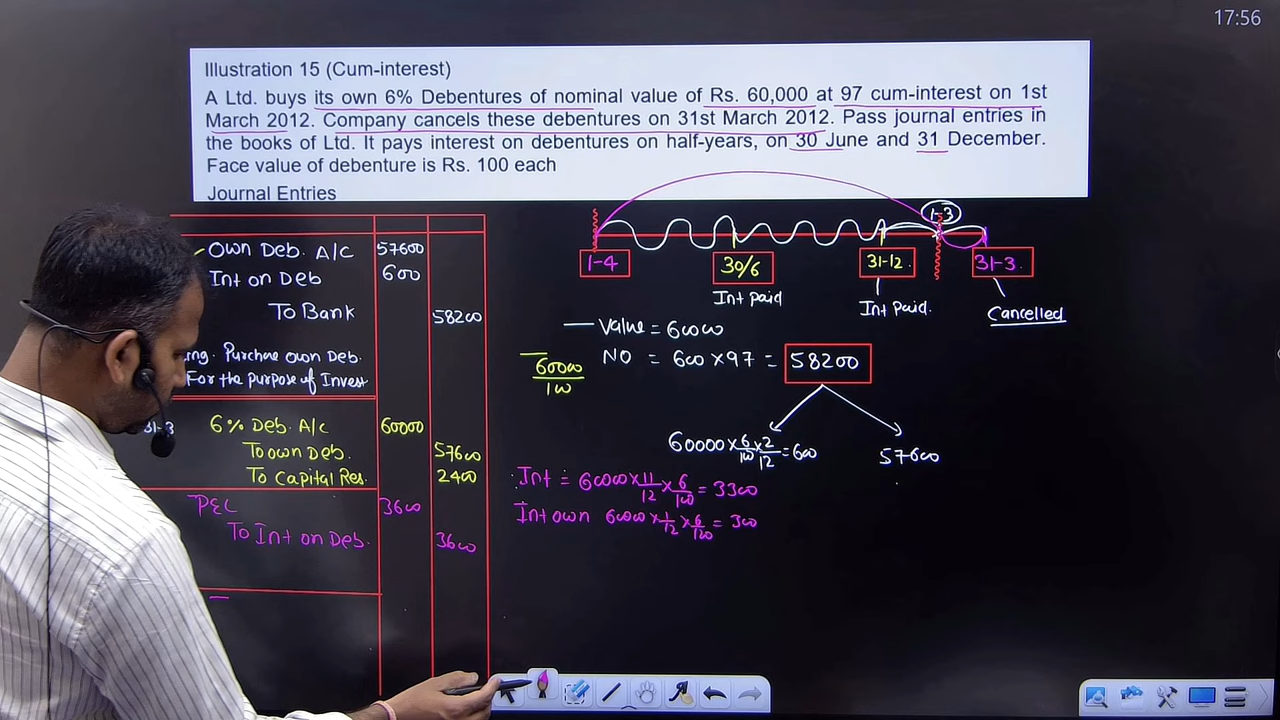 17:56
Illustration 15 (Cum-interest)
A Ltd. buys its own 6% Debentures of nominal value of Rs. 60,000 at 97 cum-interest on 1st
March 2012. Company cancels these debentures on 31st March 2012. Pass journal entries in
the books of Ltd. It pays interest on debentures on half-years, on 30 June and 31 December.
Face value of debenture is Rs. 100 each
Journal Entries
Own Deb. A/C 57600
Int on Deb 600
To Bank 58200
ng. Purchase own Deb.
For the purpose of Invest
31-3 6% Deb. A/c 60000
To own Deb. 57600
To Capital Res. 2400
P&L 3600
To Int on Deb. 3600
1-3
1-4 30/6 31-12. 31-3.
Int paid Int paid. Cancelled
Value = 60000
NO = 600 × 97 = 58200
60000/100
60000 × 6/100 × 2/12 = 600 57600
Int = 60000 × 11/12 × 6/100 = 3300
Int own 60000 × 1/12 × 6/100 = 300